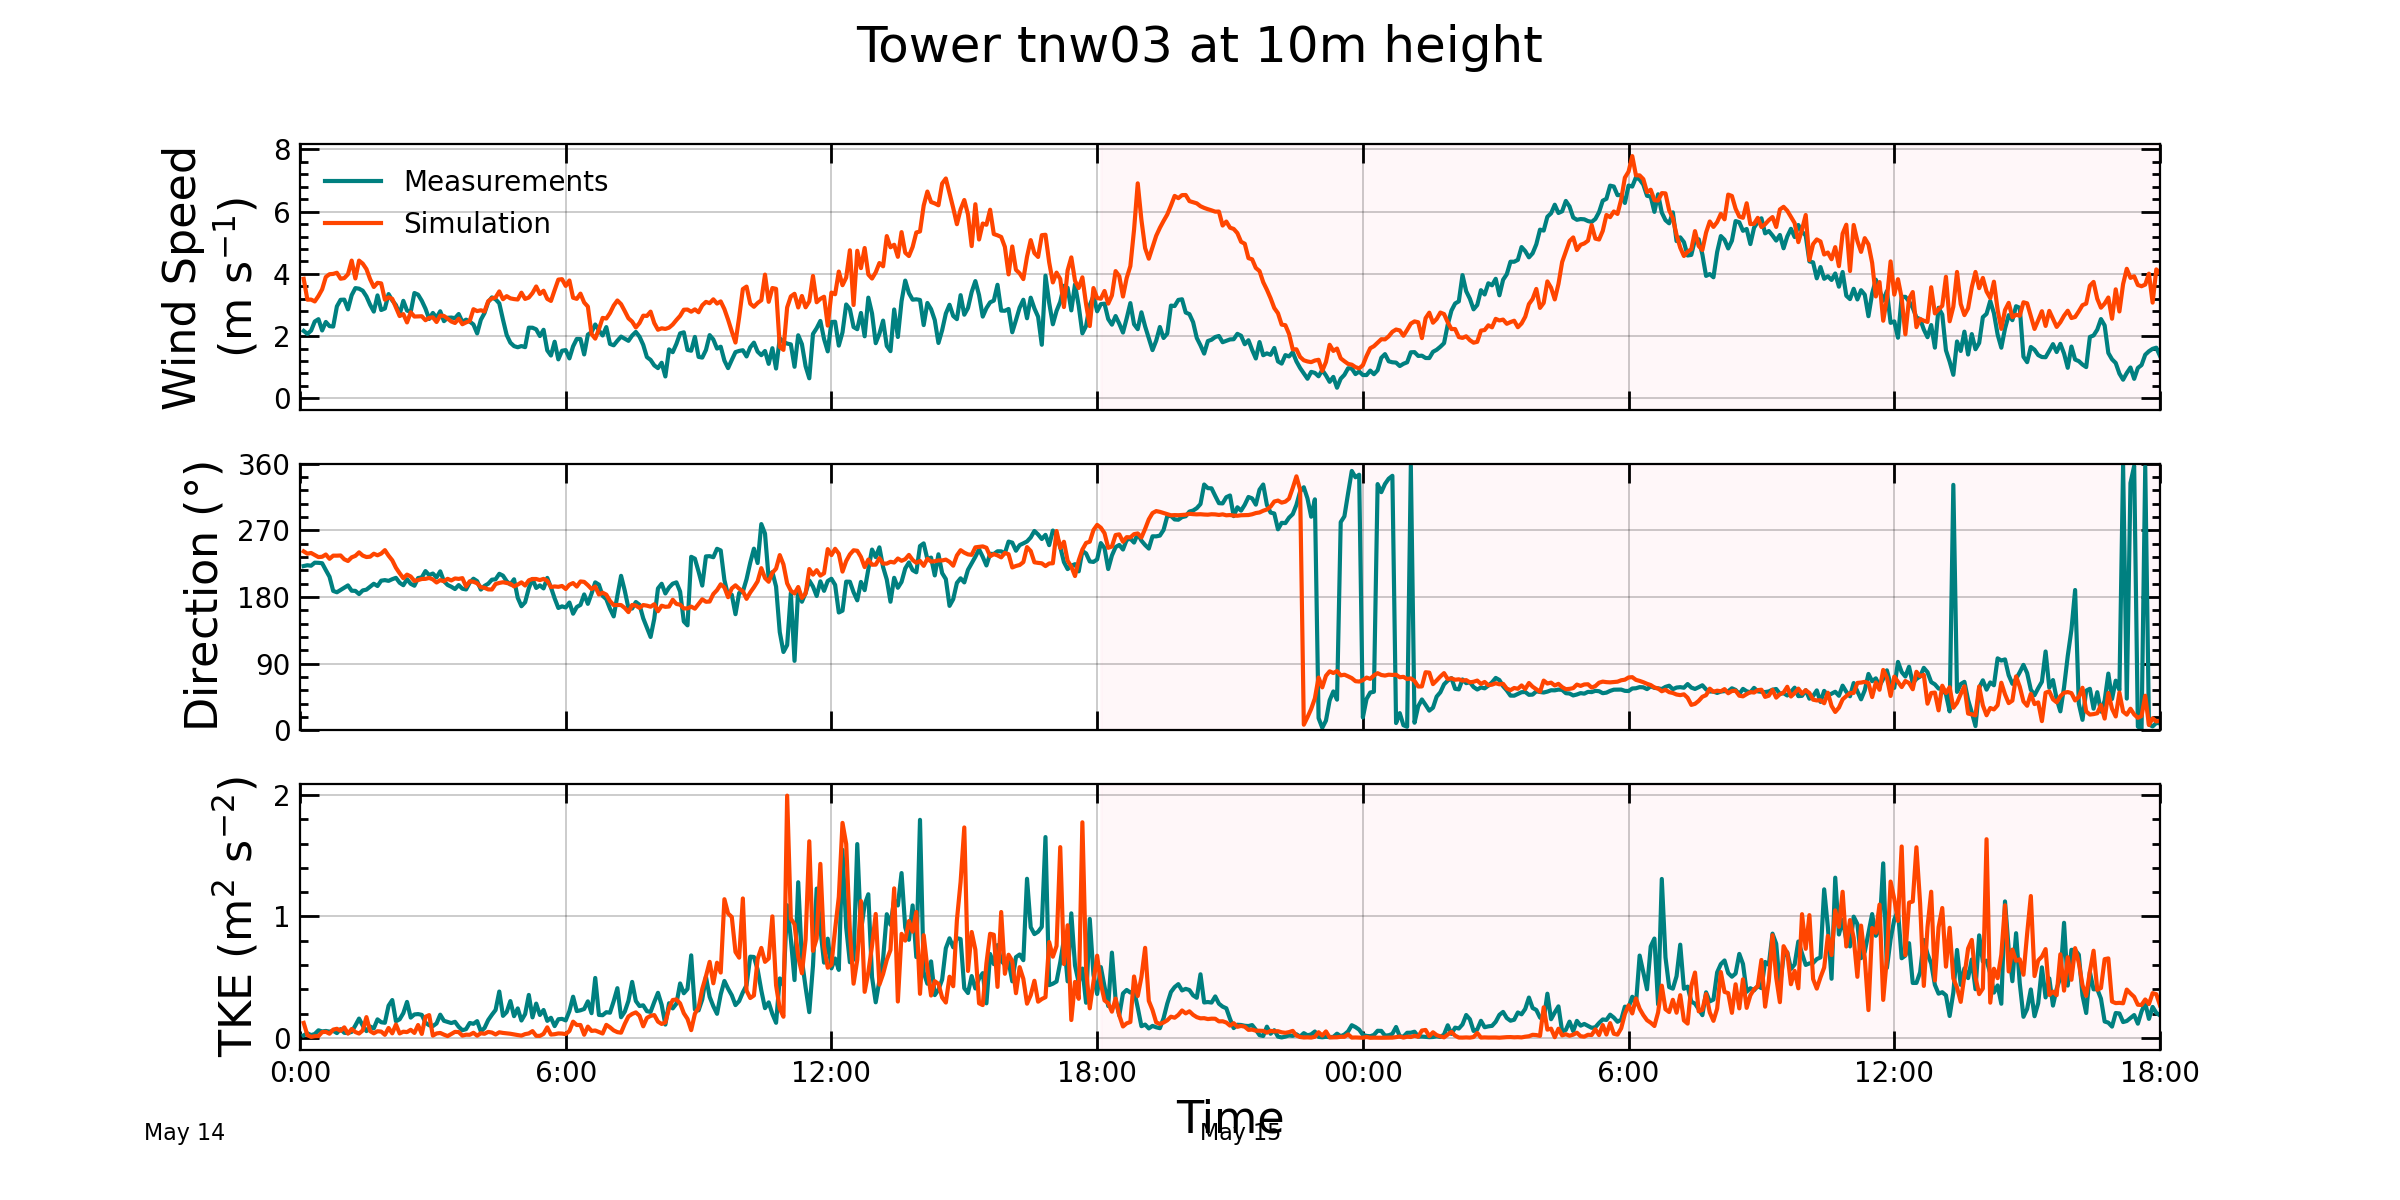 Tower tnw03 at 10m height
Wind Speed
(m s⁻¹)
8
6
4
2
0
Measurements
Simulation
Direction (°)
360
270
180
90
0
TKE (m² s⁻²)
2
1
0
0:00 6:00 12:00 18:00 00:00 6:00 12:00 18:00
Time
May 14 May 15